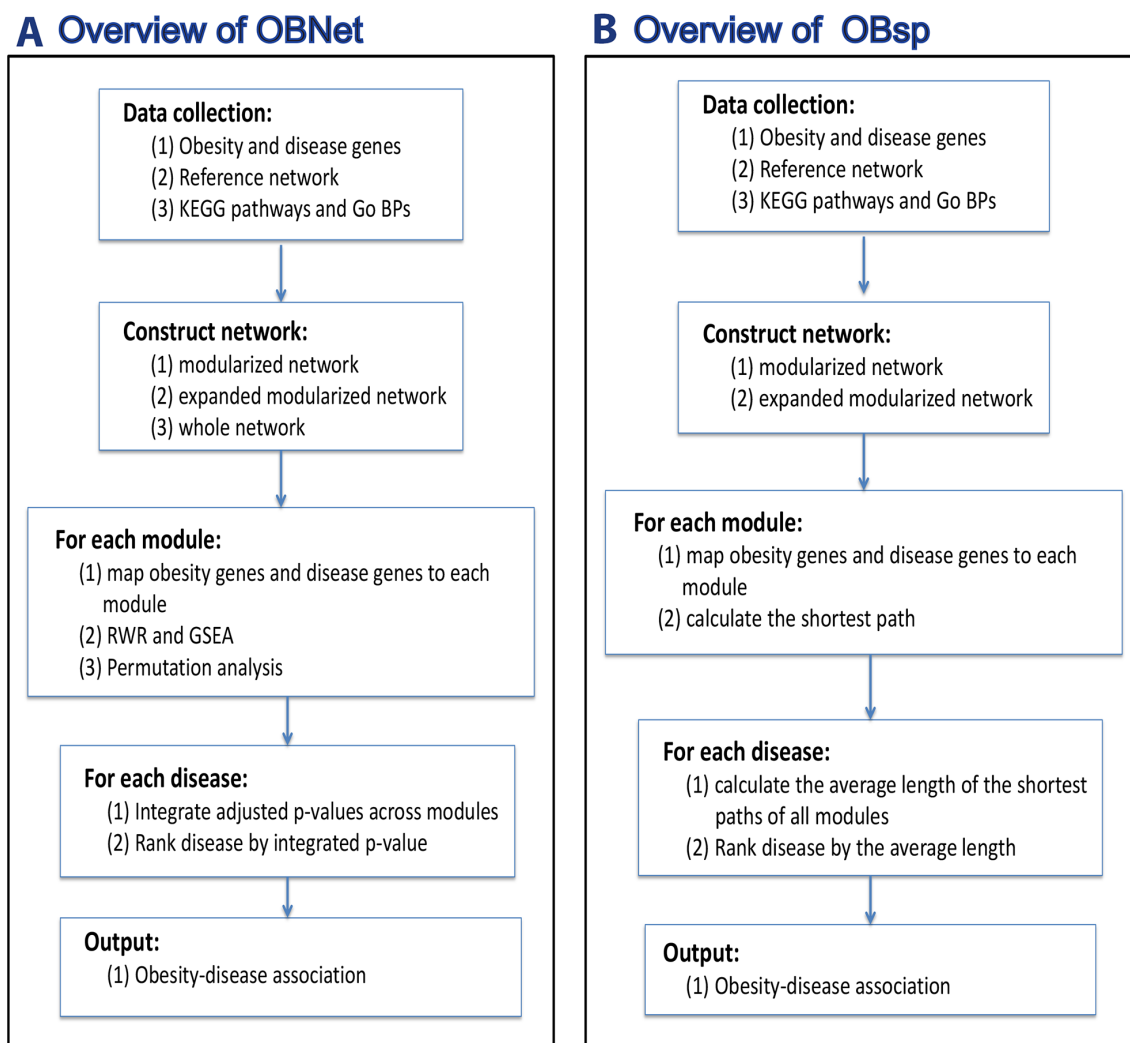 A Overview of OBNet
Data collection:
(1) Obesity and disease genes
(2) Reference network
(3) KEGG pathways and Go BPs
Construct network:
(1) modularized network
(2) expanded modularized network
(3) whole network
For each module:
(1) map obesity genes and disease genes to each
module
(2) RWR and GSEA
(3) Permutation analysis
For each disease:
(1) Integrate adjusted p-values across modules
(2) Rank disease by integrated p-value
Output:
(1) Obesity-disease association
B Overview of OBsp
Data collection:
(1) Obesity and disease genes
(2) Reference network
(3) KEGG pathways and Go BPs
Construct network:
(1) modularized network
(2) expanded modularized network
For each module:
(1) map obesity genes and disease genes to each
module
(2) calculate the shortest path
For each disease:
(1) calculate the average length of the shortest
paths of all modules
(2) Rank disease by the average length
Output:
(1) Obesity-disease association